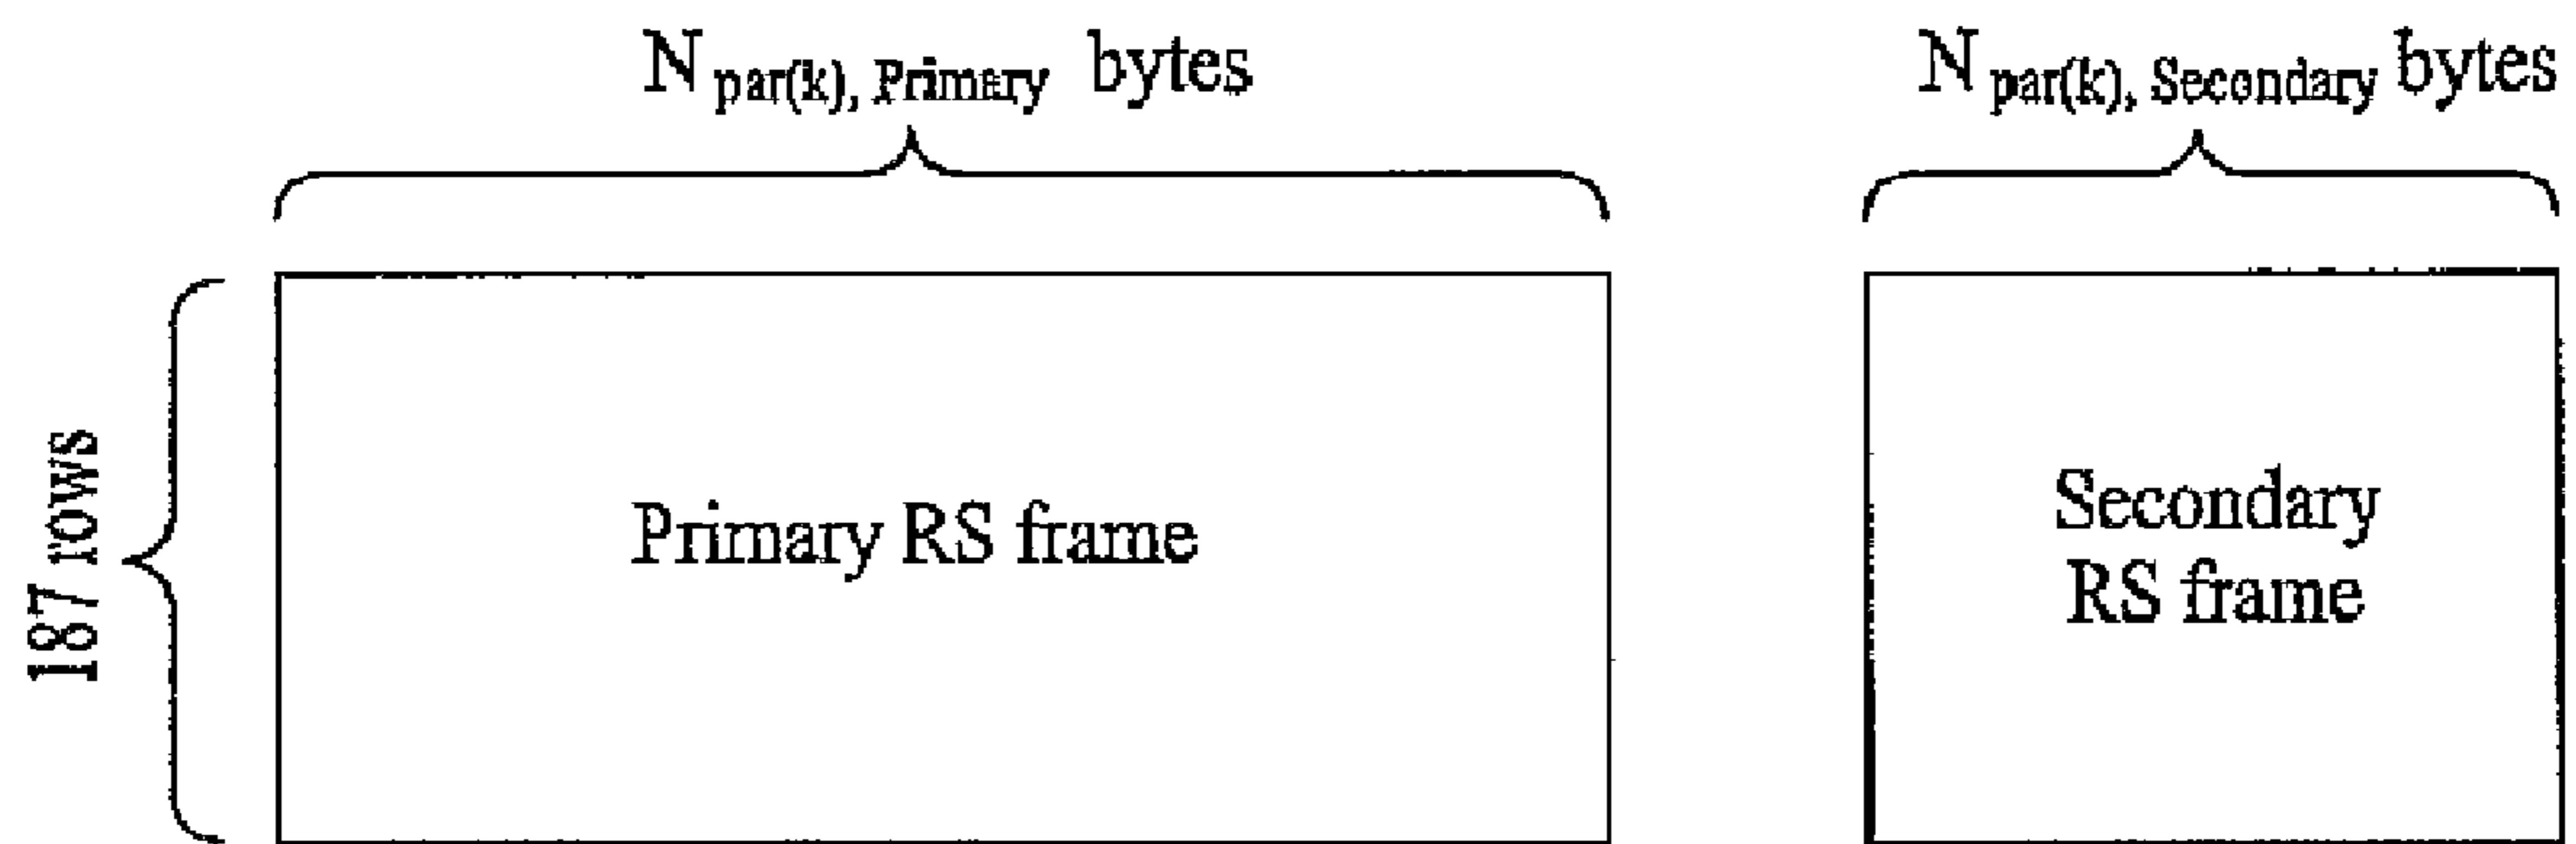 N par(k), Primary bytes
N par(k), Secondary bytes
187 rows
Primary RS frame
Secondary
RS frame